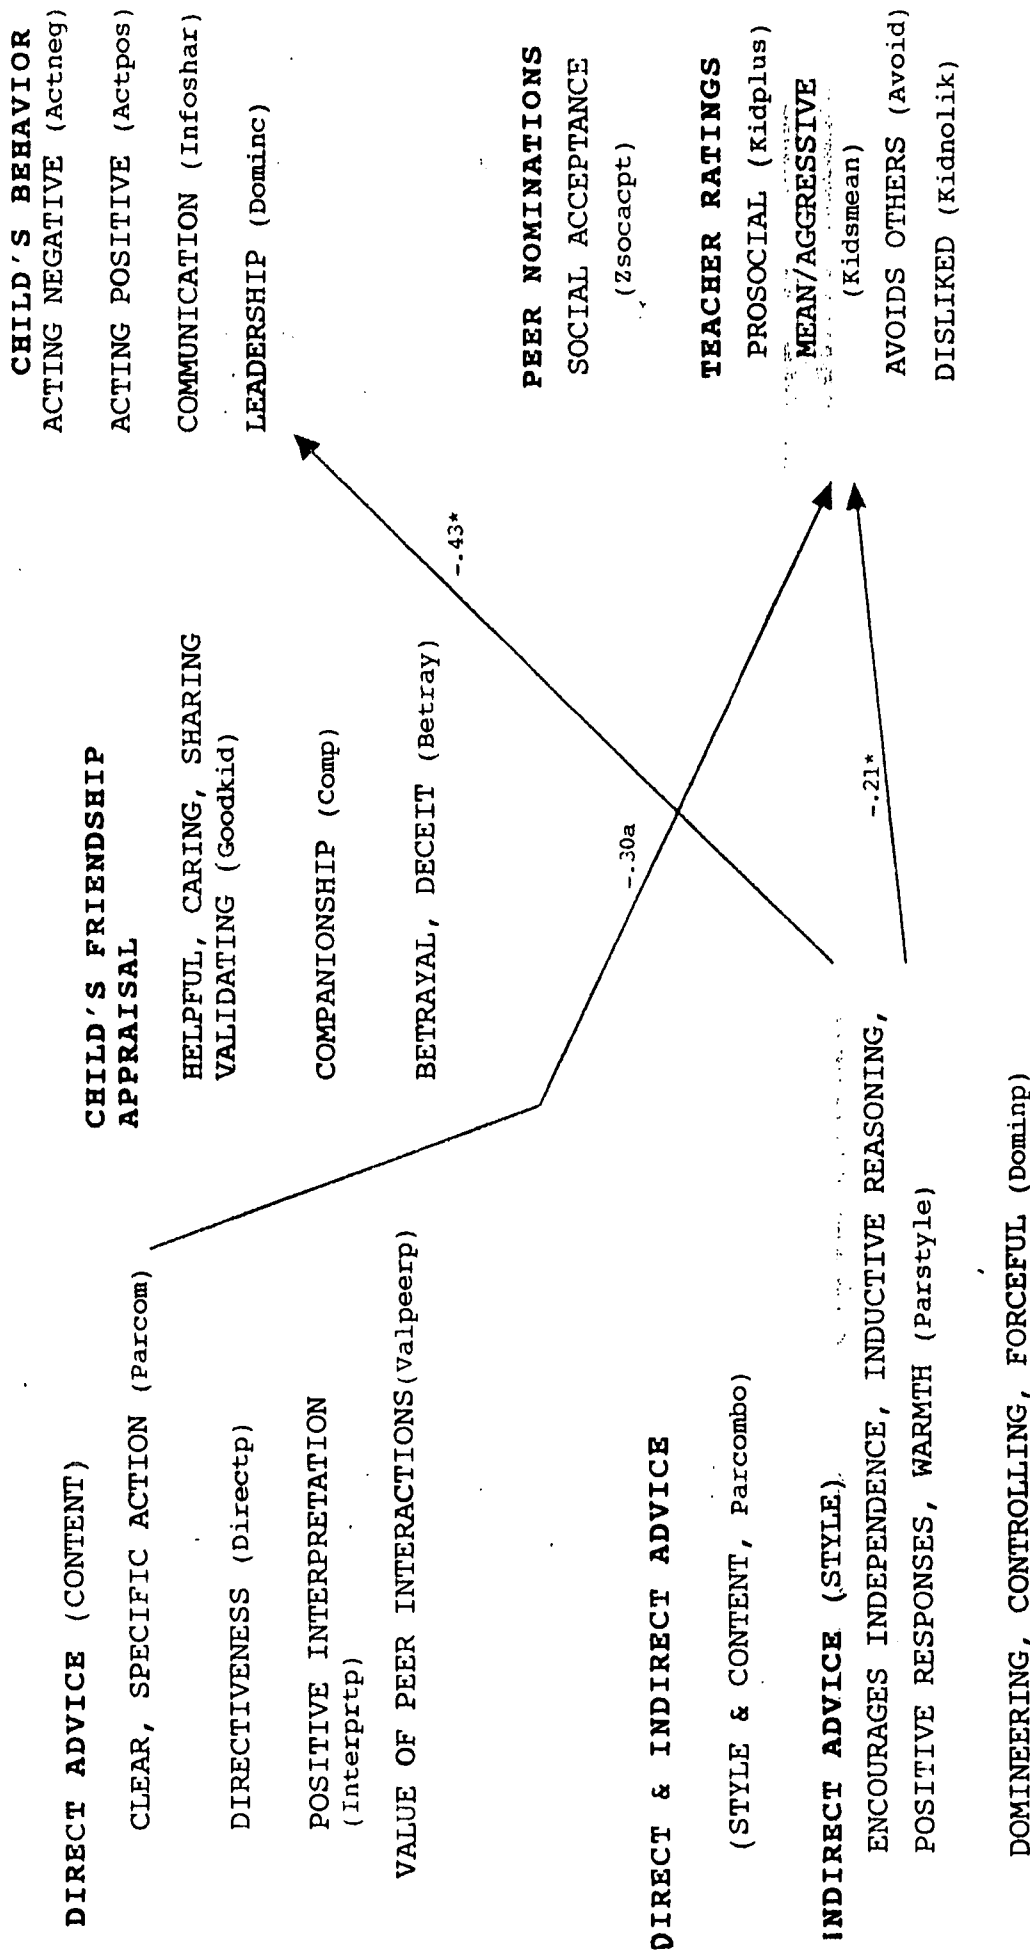 DIRECT ADVICE (CONTENT)
CLEAR, SPECIFIC ACTION (Parcom)
DIRECTIVENESS (Directp)
POSITIVE INTERPRETATION
(Interprtp)
VALUE OF PEER INTERACTIONS(Valpeerp)
DIRECT & INDIRECT ADVICE
(STYLE & CONTENT, Parcombo)
INDIRECT ADVICE (STYLE)
ENCOURAGES INDEPENDENCE, INDUCTIVE REASONING,
POSITIVE RESPONSES, WARMTH (Parstyle)
DOMINEERING, CONTROLLING, FORCEFUL (Dominp)
CHILD'S FRIENDSHIP
APPRAISAL
HELPFUL, CARING, SHARING
VALIDATING (Goodkid)
COMPANIONSHIP (Comp)
BETRAYAL, DECEIT (Betray)
-.30a
-.43*
-.21*
CHILD'S BEHAVIOR
ACTING NEGATIVE (Actneg)
ACTING POSITIVE (Actpos)
COMMUNICATION (Infoshar)
LEADERSHIP (Dominc)
PEER NOMINATIONS
SOCIAL ACCEPTANCE
(Zsocacpt)
TEACHER RATINGS
PROSOCIAL (Kidplus)
MEAN/AGGRESSIVE
(Kidsmean)
AVOIDS OTHERS (Avoid)
DISLIKED (Kidnolik)